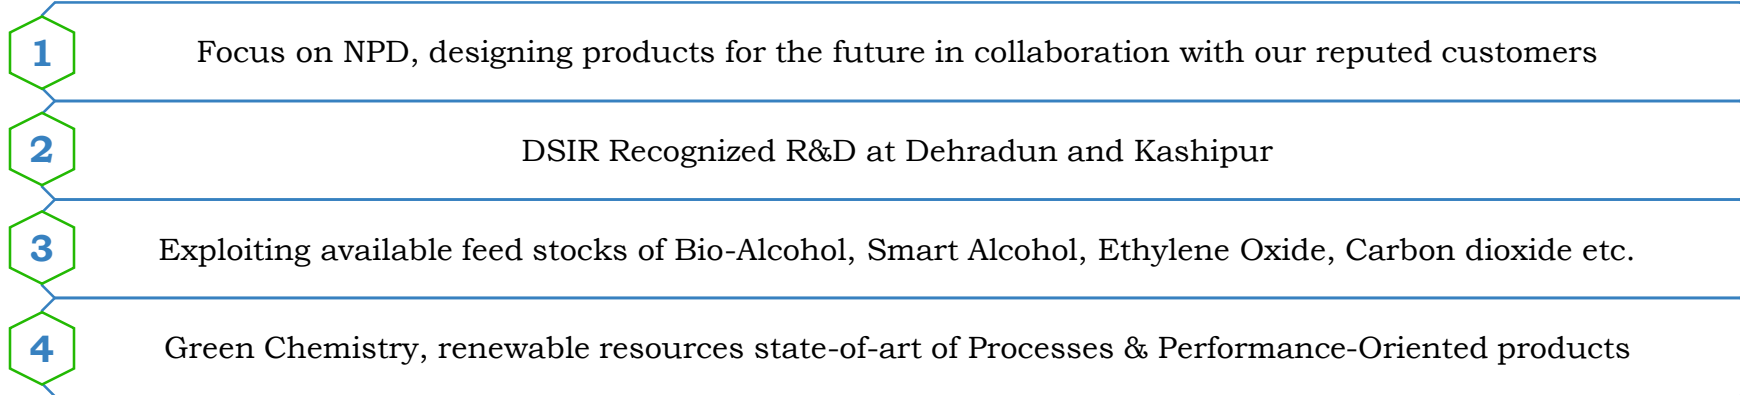 1
Focus on NPD, designing products for the future in collaboration with our reputed customers
2
DSIR Recognized R&D at Dehradun and Kashipur
3
Exploiting available feed stocks of Bio-Alcohol, Smart Alcohol, Ethylene Oxide, Carbon dioxide etc.
4
Green Chemistry, renewable resources state-of-art of Processes & Performance-Oriented products